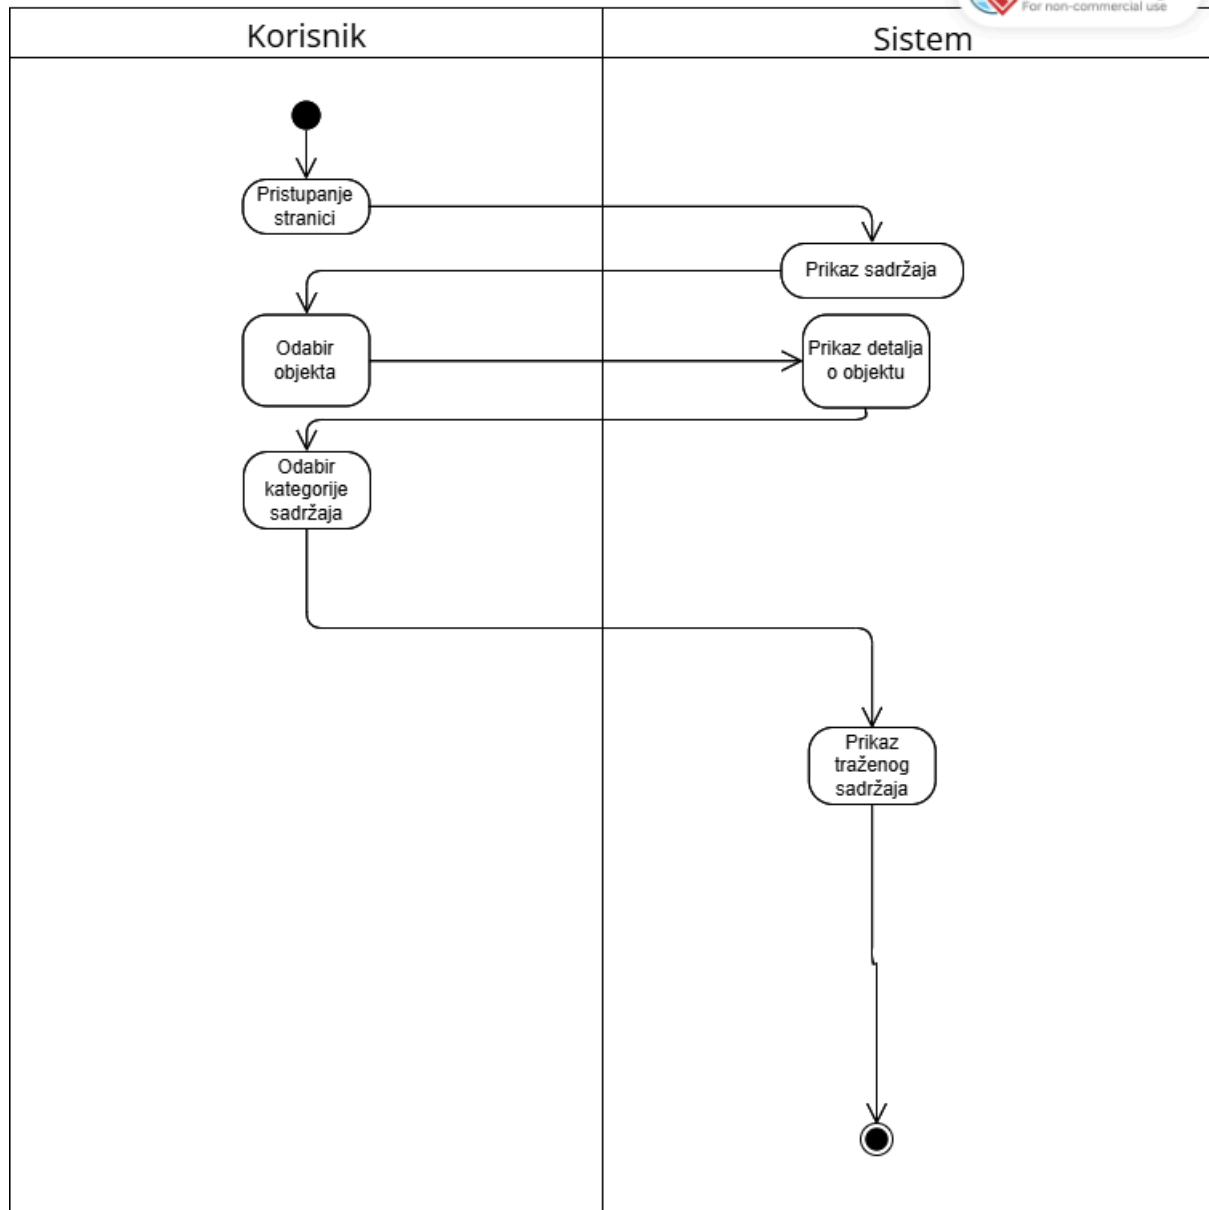 For non-commercial use
Korisnik
Sistem
Pristupanje
stranici
Prikaz sadržaja
Odabir
objekta
Prikaz detalja
o objektu
Odabir
kategorije
sadržaja
Prikaz
traženog
sadržaja